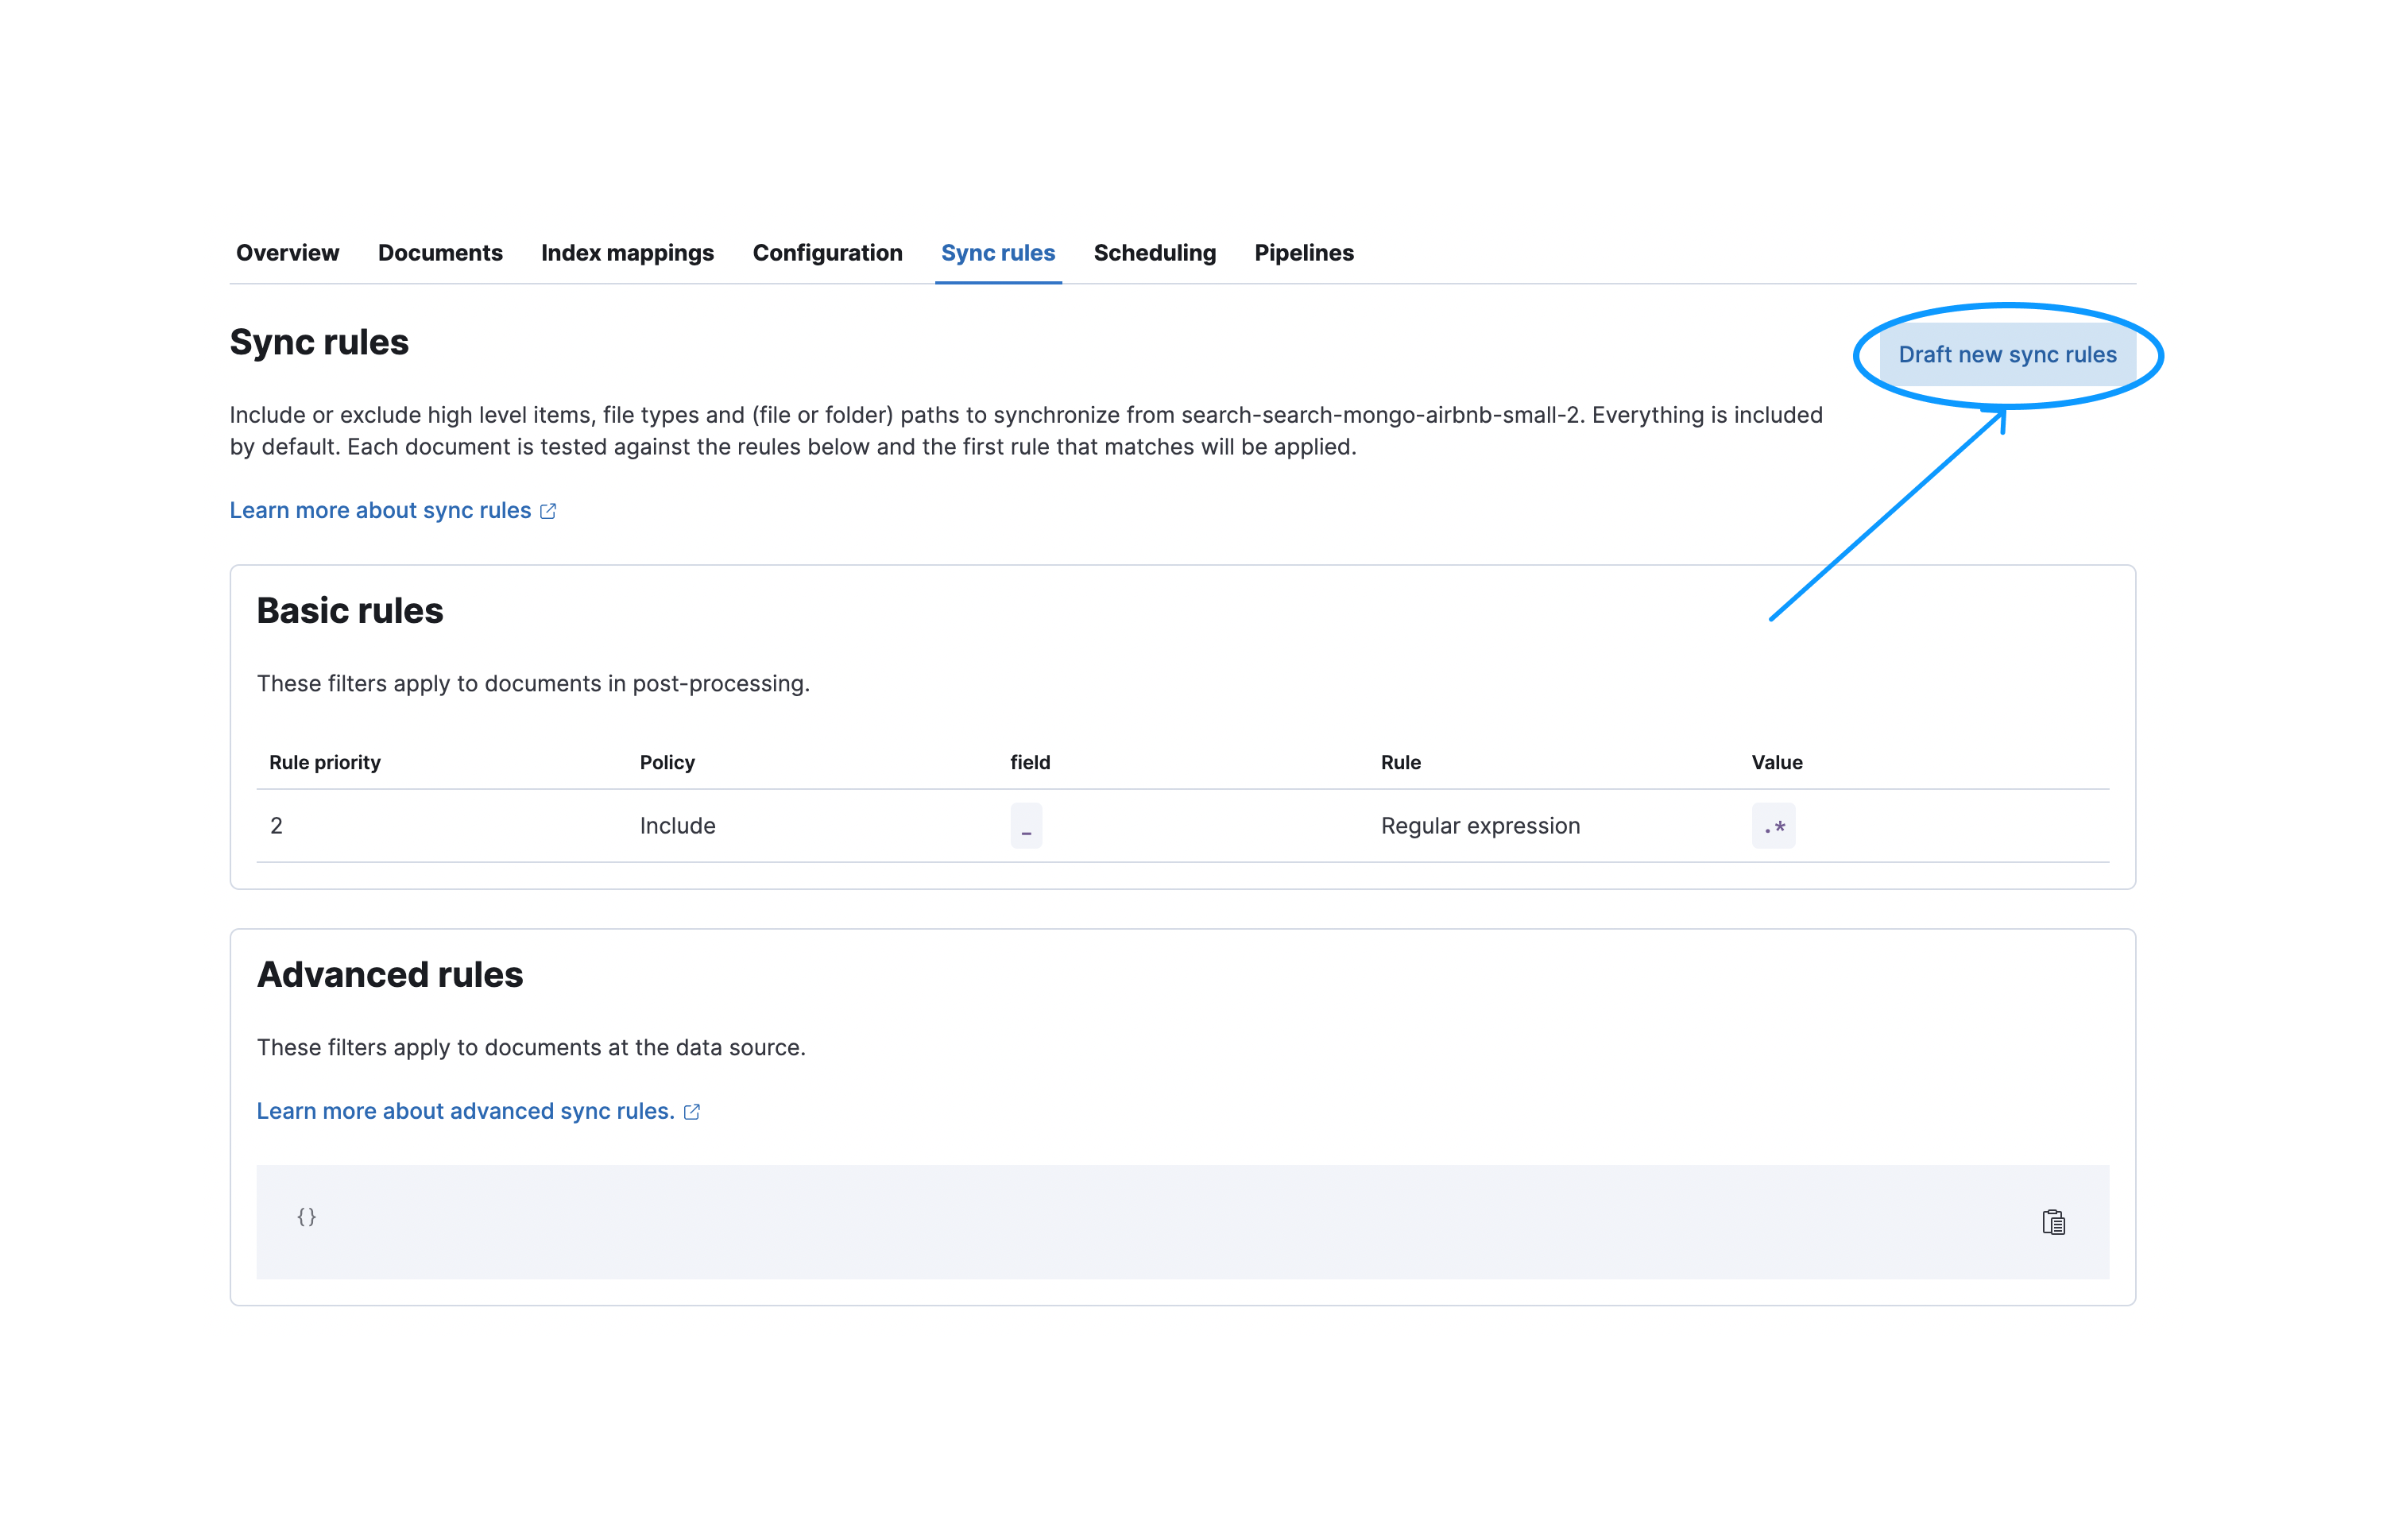 Overview Documents Index mappings Configuration Sync rules Scheduling Pipelines
Sync rules
Draft new sync rules
Include or exclude high level items, file types and (file or folder) paths to synchronize from search-search-mongo-airbnb-small-2. Everything is included
by default. Each document is tested against the reules below and the first rule that matches will be applied.
Learn more about sync rules
Basic rules
These filters apply to documents in post-processing.
Rule priority Policy field Rule Value
2 Include _ Regular expression .*
Advanced rules
These filters apply to documents at the data source.
Learn more about advanced sync rules.
{}